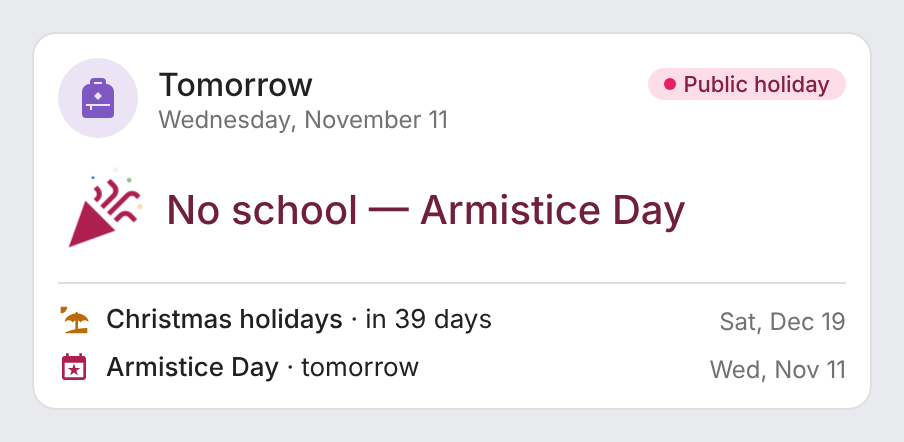 Tomorrow
Public holiday
Wednesday, November 11
No school — Armistice Day
Christmas holidays · in 39 days
Sat, Dec 19
Armistice Day · tomorrow
Wed, Nov 11